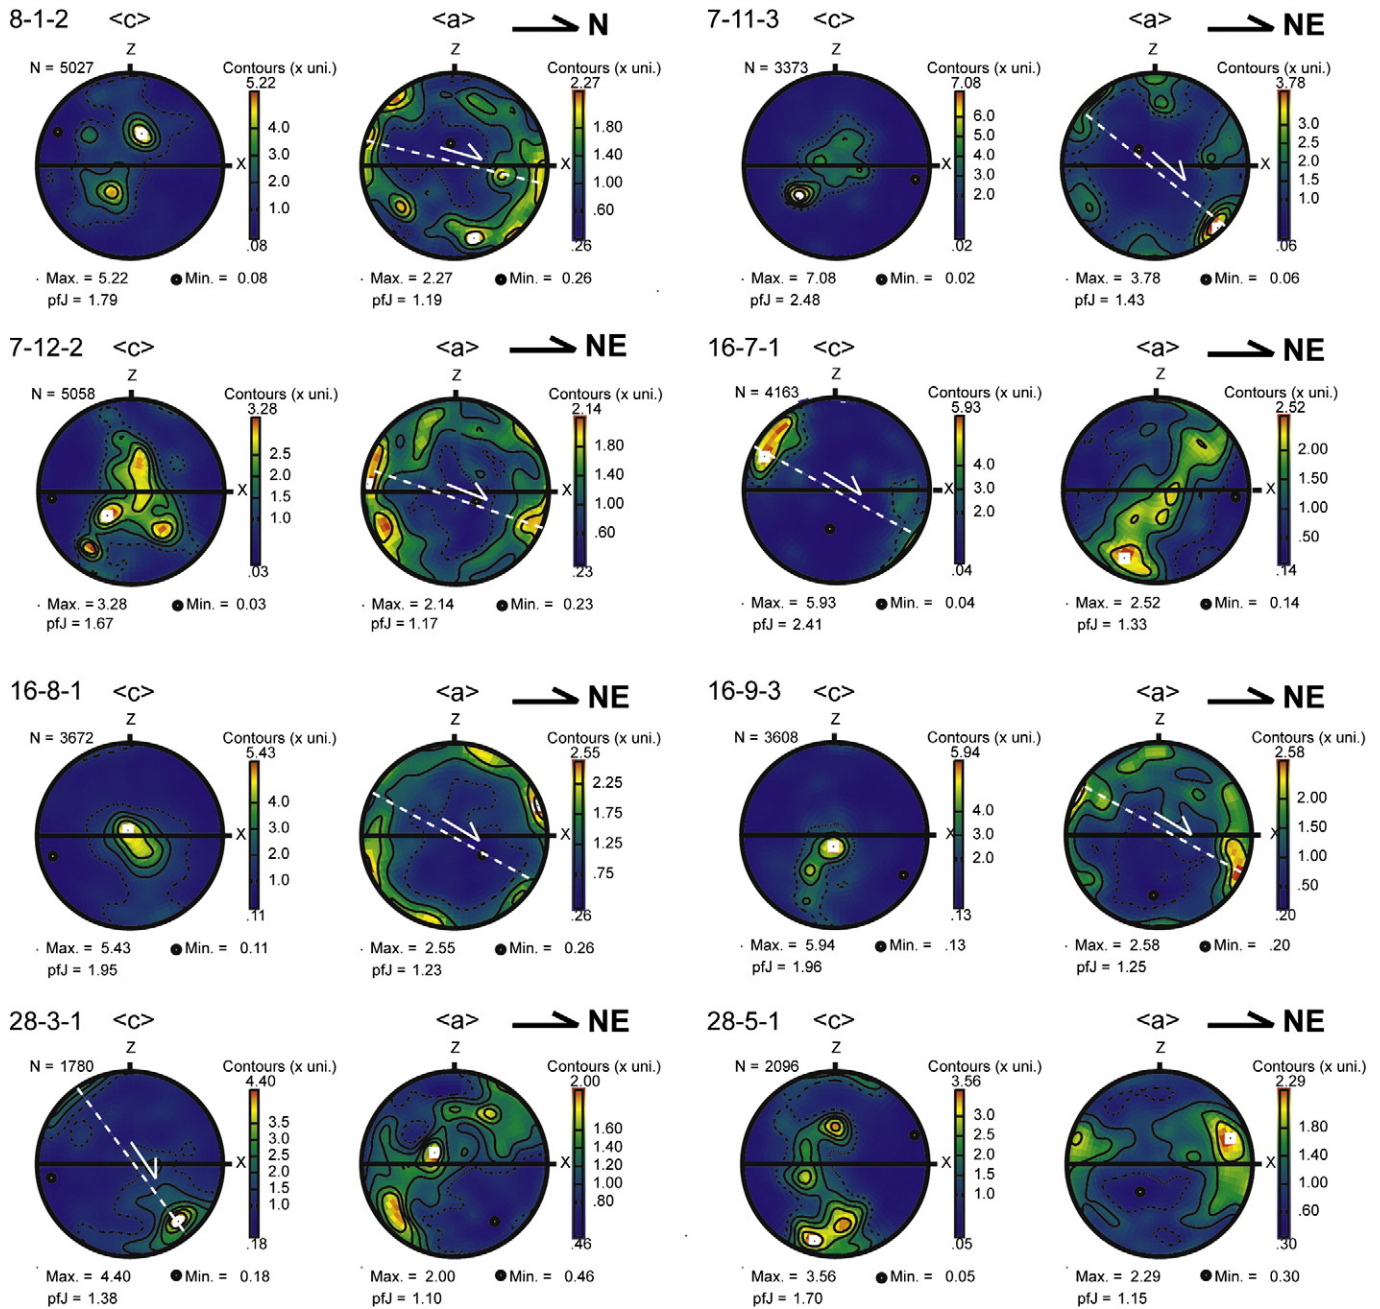 8-1-2 <c> <a> N
Z Z
N = 5027 Contours (x uni.) Contours (x uni.)
5.22 2.27
4.0 1.80
3.0 X X 1.40
2.0 1.00
1.0 .60
.08 .26
Max. = 5.22 Min. = 0.08 Max. = 2.27 Min. = 0.26
pfJ = 1.79 pfJ = 1.19
7-11-3 <c> <a> NE
Z Z
N = 3373 Contours (x uni.) Contours (x uni.)
7.08 3.78
6.0 3.0
5.0 2.5
4.0 X X 2.0
3.0 1.5
2.0 1.0
.02 .06
Max. = 7.08 Min. = 0.02 Max. = 3.78 Min. = 0.06
pfJ = 2.48 pfJ = 1.43
7-12-2 <c> <a> NE
Z Z
N = 5058 Contours (x uni.) Contours (x uni.)
3.28 2.14
2.5 1.80
2.0 1.40
1.5 X X 1.00
1.0 .60
.03 .23
Max. = 3.28 Min. = 0.03 Max. = 2.14 Min. = 0.23
pfJ = 1.67 pfJ = 1.17
16-7-1 <c> <a> NE
Z Z
N = 4163 Contours (x uni.) Contours (x uni.)
5.93 2.52
4.0 2.00
3.0 X X 1.50
2.0 1.00
.50
.04 .14
Max. = 5.93 Min. = 0.04 Max. = 2.52 Min. = 0.14
pfJ = 2.41 pfJ = 1.33
16-8-1 <c> <a> NE
Z Z
N = 3672 Contours (x uni.) Contours (x uni.)
5.43 2.55
4.0 2.25
3.0 X X 1.75
2.0 1.25
1.0 .75
.11 .26
Max. = 5.43 Min. = 0.11 Max. = 2.55 Min. = 0.26
pfJ = 1.95 pfJ = 1.23
16-9-3 <c> <a> NE
Z Z
N = 3608 Contours (x uni.) Contours (x uni.)
5.94 2.58
4.0 2.00
3.0 X X 1.50
2.0 1.00
.50
.13 .20
Max. = 5.94 Min. = .13 Max. = 2.58 Min. = .20
pfJ = 1.96 pfJ = 1.25
28-3-1 <c> <a> NE
Z Z
N = 1780 Contours (x uni.) Contours (x uni.)
4.40 2.00
3.5 1.60
3.0 1.40
2.5 X X 1.20
2.0 1.00
1.5 .80
1.0
.18 .46
Max. = 4.40 Min. = 0.18 Max. = 2.00 Min. = 0.46
pfJ = 1.38 pfJ = 1.10
28-5-1 <c> <a> NE
Z Z
N = 2096 Contours (x uni.) Contours (x uni.)
3.56 2.29
3.0 1.80
2.5 1.40
2.0 X X 1.00
1.5 .60
1.0
.05 .30
Max. = 3.56 Min. = 0.05 Max. = 2.29 Min. = 0.30
pfJ = 1.70 pfJ = 1.15